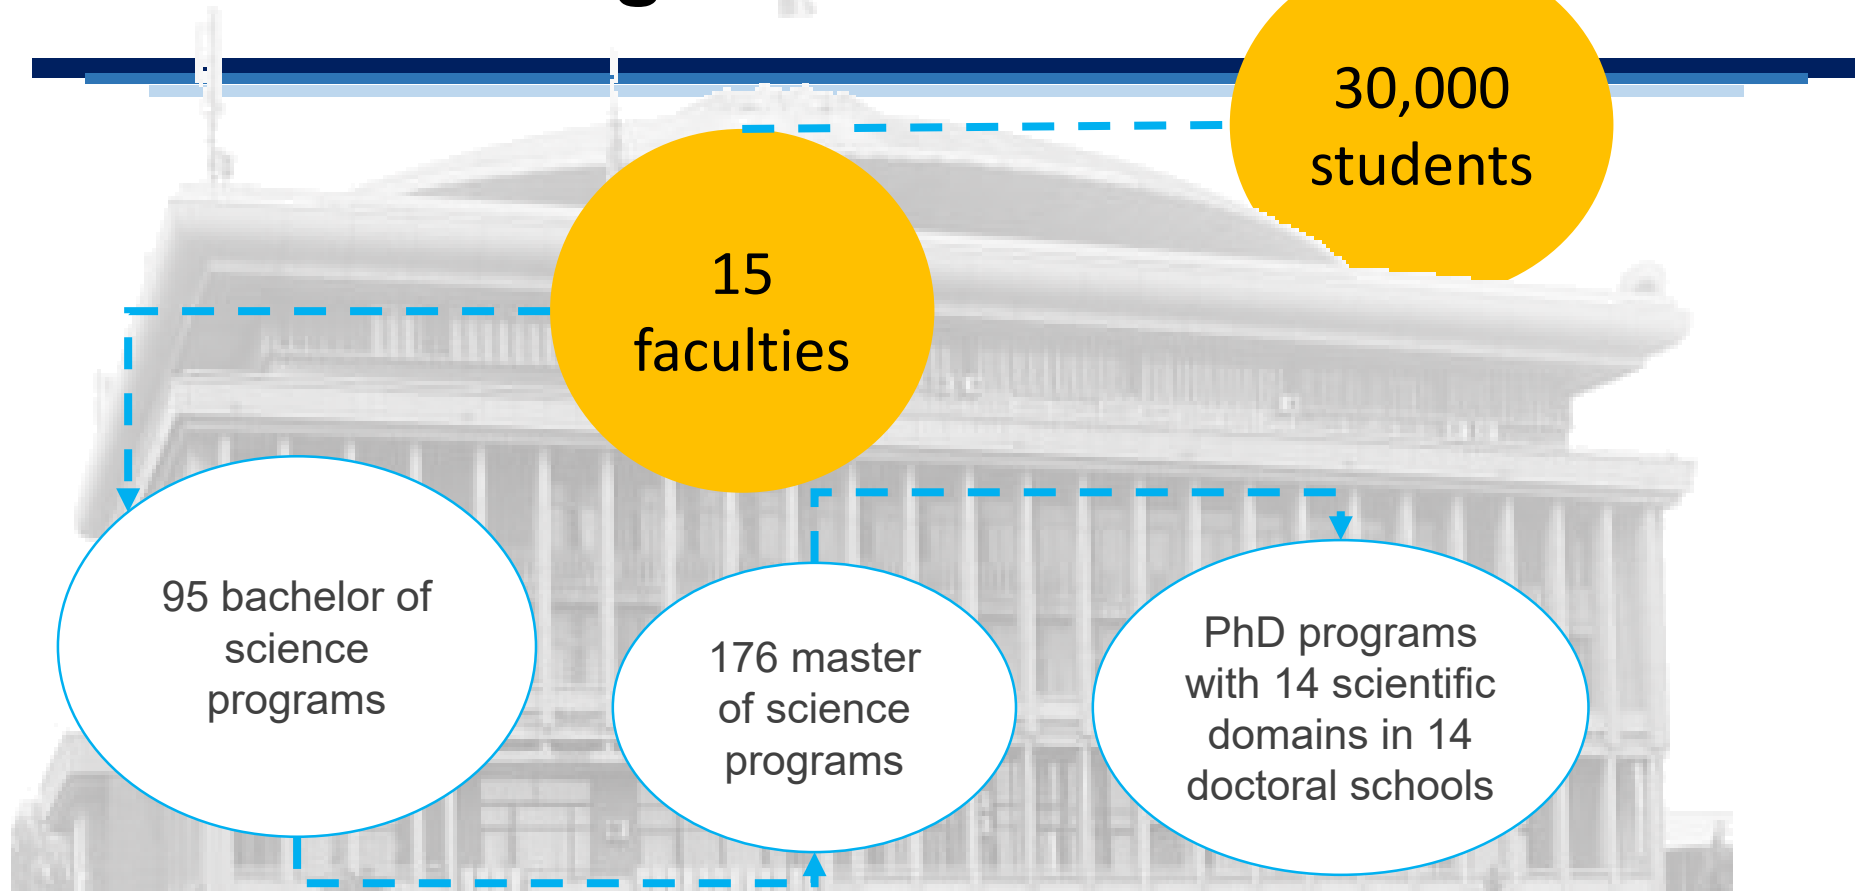 30,000
students
15
faculties
95 bachelor of
science
programs
176 master
of science
programs
PhD programs
with 14 scientific
domains in 14
doctoral schools